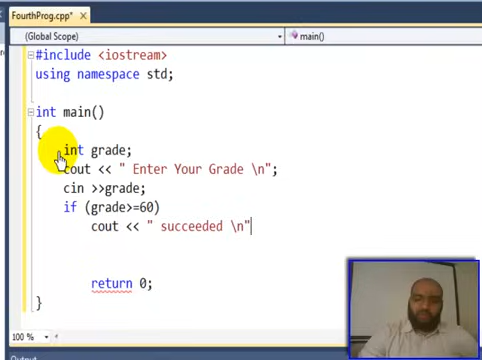 FourthProg.cpp*
(Global Scope)
main()
#include <iostream>
using namespace std;
int main()
{
int grade;
cout << " Enter Your Grade \n";
cin >>grade;
if (grade>=60)
cout << " succeeded \n"
return 0;
}
100 %
Output